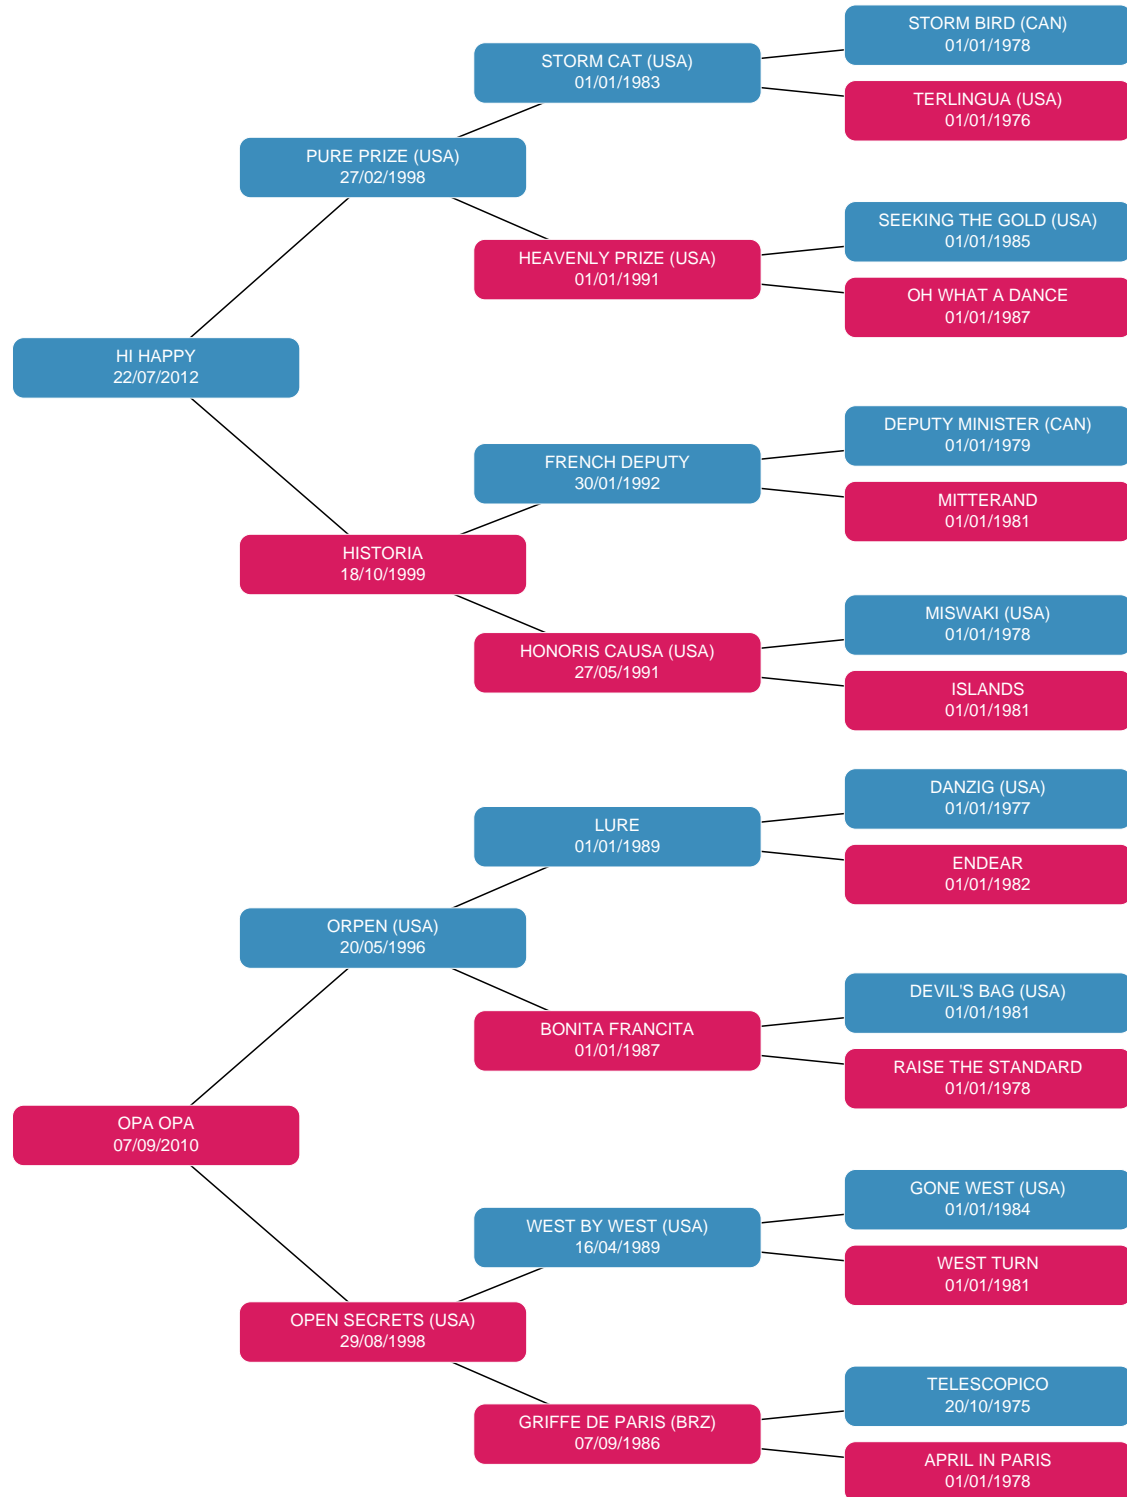 STORM BIRD (CAN)
01/01/1978
STORM CAT (USA)
01/01/1983
TERLINGUA (USA)
01/01/1976
PURE PRIZE (USA)
27/02/1998
SEEKING THE GOLD (USA)
01/01/1985
HEAVENLY PRIZE (USA)
01/01/1991
OH WHAT A DANCE
01/01/1987
HI HAPPY
22/07/2012
DEPUTY MINISTER (CAN)
01/01/1979
FRENCH DEPUTY
30/01/1992
MITTERAND
01/01/1981
HISTORIA
18/10/1999
MISWAKI (USA)
01/01/1978
HONORIS CAUSA (USA)
27/05/1991
ISLANDS
01/01/1981
DANZIG (USA)
01/01/1977
LURE
01/01/1989
ENDEAR
01/01/1982
ORPEN (USA)
20/05/1996
DEVIL'S BAG (USA)
01/01/1981
BONITA FRANCITA
01/01/1987
RAISE THE STANDARD
01/01/1978
OPA OPA
07/09/2010
GONE WEST (USA)
01/01/1984
WEST BY WEST (USA)
16/04/1989
WEST TURN
01/01/1981
OPEN SECRETS (USA)
29/08/1998
TELESCOPICO
20/10/1975
GRIFFE DE PARIS (BRZ)
07/09/1986
APRIL IN PARIS
01/01/1978